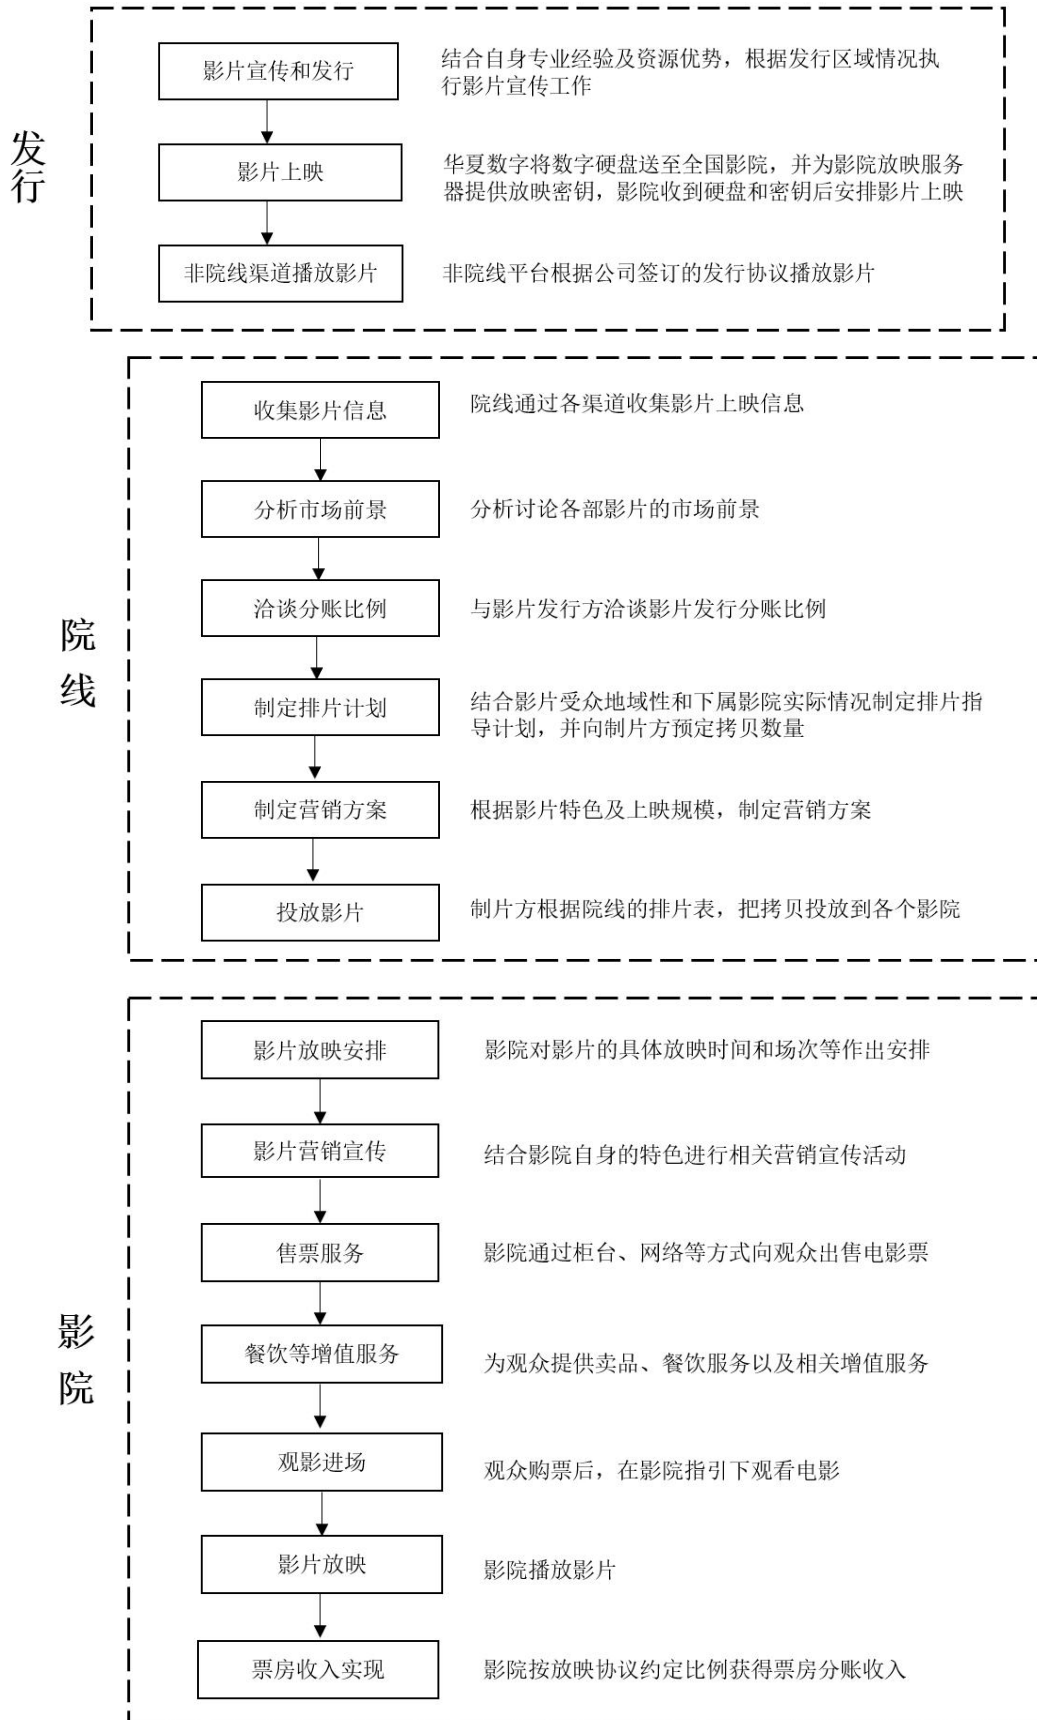 发
行
影片宣传和发行
结合自身专业经验及资源优势，根据发行区域情况执
行影片宣传工作
影片上映
华夏数字将数字硬盘送至全国影院，并为影院放映服务
器提供放映密钥，影院收到硬盘和密钥后安排影片上映
非院线渠道播放影片
非院线平台根据公司签订的发行协议播放影片
院
线
收集影片信息
院线通过各渠道收集影片上映信息
分析市场前景
分析讨论各部影片的市场前景
洽谈分账比例
与影片发行方洽谈影片发行分账比例
制定排片计划
结合影片受众地域性和下属影院实际情况制定排片指
导计划，并向制片方预定拷贝数量
制定营销方案
根据影片特色及上映规模，制定营销方案
投放影片
制片方根据院线的排片表，把拷贝投放到各个影院
影
院
影片放映安排
影院对影片的具体放映时间和场次等作出安排
影片营销宣传
结合影院自身的特色进行相关营销宣传活动
售票服务
影院通过柜台、网络等方式向观众出售电影票
餐饮等增值服务
为观众提供卖品、餐饮服务以及相关增值服务
观影进场
观众购票后，在影院指引下观看电影
影片放映
影院播放影片
票房收入实现
影院按放映协议约定比例获得票房分账收入